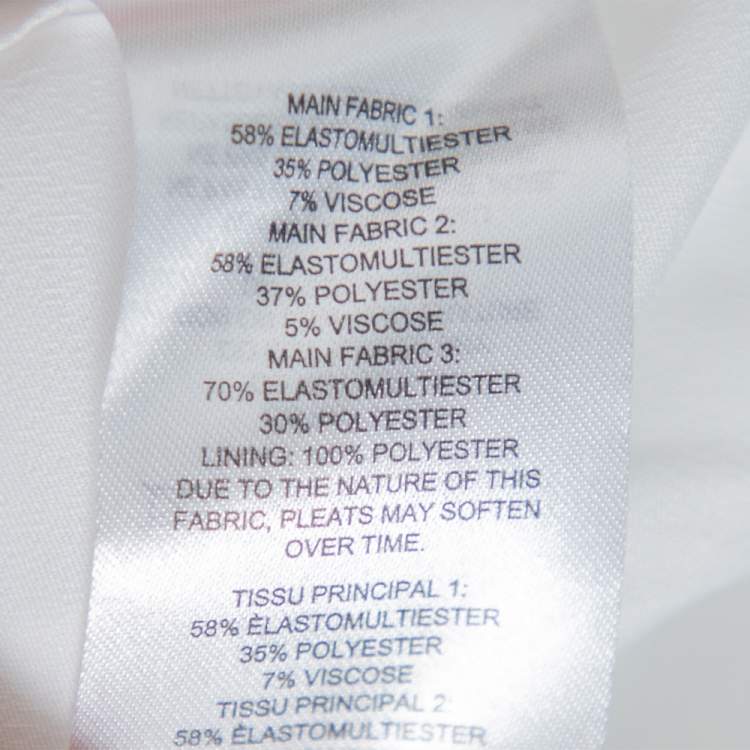 MAIN FABRIC 1:
58% ELASTOMULTIESTER
35% POLYESTER
7% VISCOSE
MAIN FABRIC 2:
58% ELASTOMULTIESTER
37% POLYESTER
5% VISCOSE
MAIN FABRIC 3:
70% ELASTOMULTIESTER
30% POLYESTER
LINING: 100% POLYESTER
DUE TO THE NATURE OF THIS
FABRIC, PLEATS MAY SOFTEN
OVER TIME.
TISSU PRINCIPAL 1:
58% ÈLASTOMULTIESTER
35% POLYESTER
7% VISCOSE
TISSU PRINCIPAL 2:
58% ÈLASTOMULTIESTER